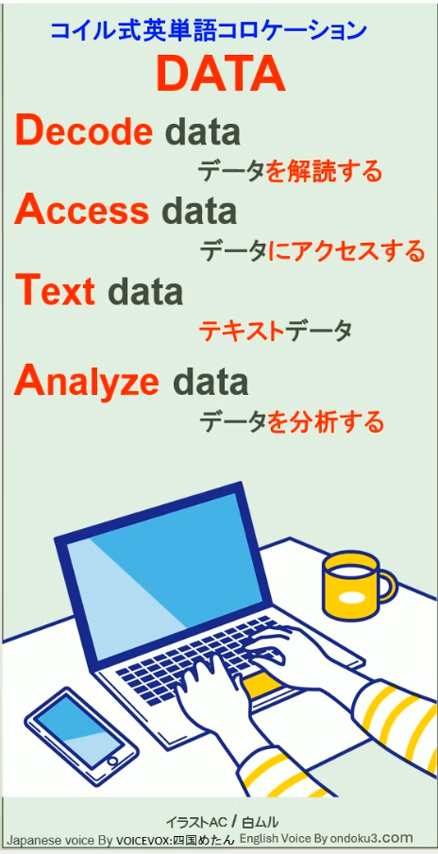 コイル式英単語コロケーション
DATA
Decode data
データを解読する
Access data
データにアクセスする
Text data
テキストデータ
Analyze data
データを分析する
イラストAC / 白ムル
Japanese voice By VOICEVOX:四国めたん English Voice By ondoku3.com